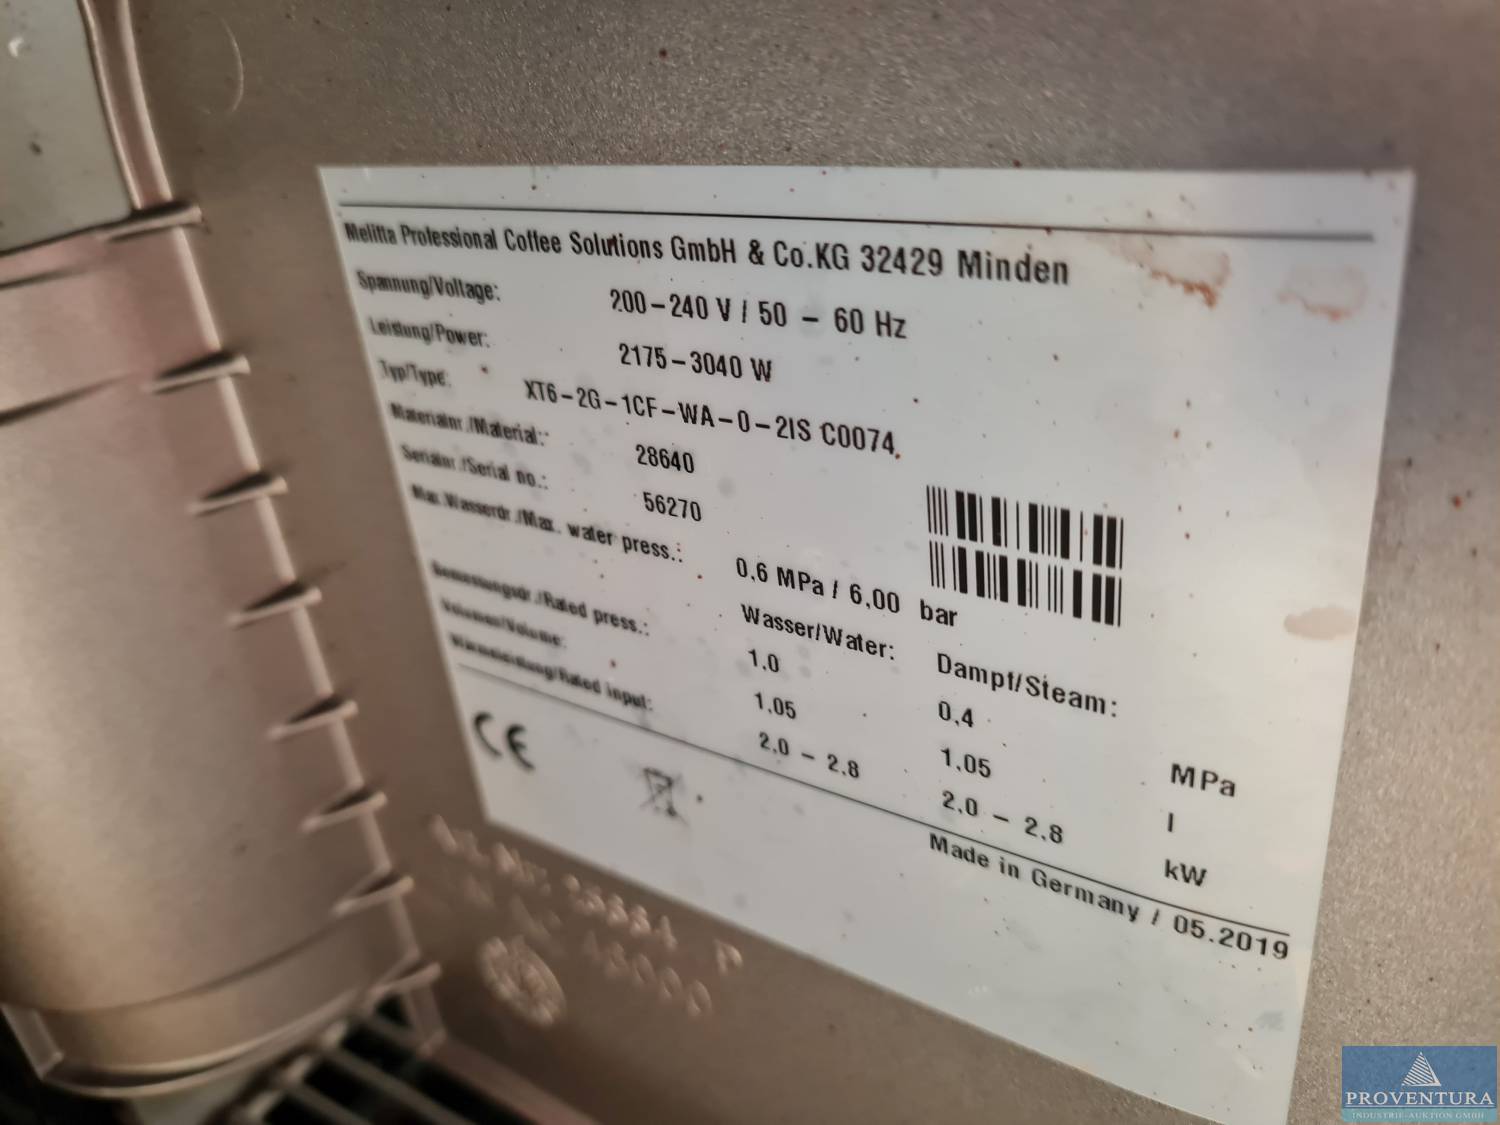 Melitta Professional Coffee Solutions GmbH & Co.KG 32429 Minden
Spannung/Voltage: 200-240 V / 50 - 60 Hz
Leistung/Power: 2175-3040 W
Typ/Type: XT6-2G-1CF-WA-0-2IS C0074
Materialnr./Material:: 28640
Serialnr./Serial no.: 56270
Max.Wasserdr./Max. water press.: 0.6 MPa / 6,00 bar
Wasser/Water: Dampf/Steam:
Bemessungsdr./Rated press.: 1.0 0.4 MPa
Volumen/Volume: 1.05 1.05 l
Wärmeleistung/Rated input: 2.0 - 2.8 2.0 - 2.8 kW
CE
Made in Germany / 05.2019
PROVENTURA
INDUSTRIE-AUKTION GMBH